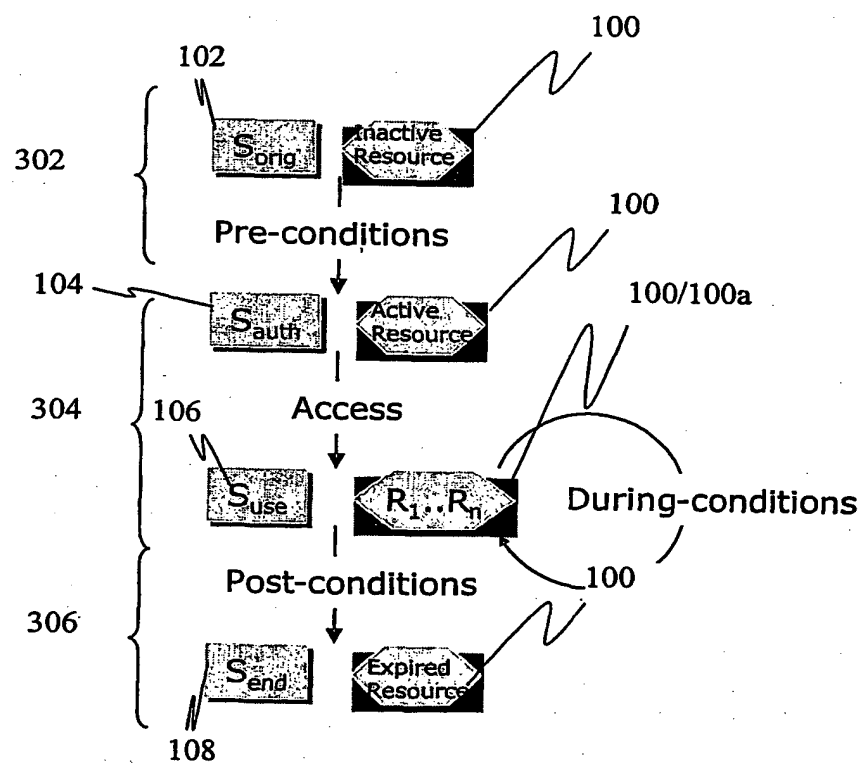 102
100
302
S_orig
Inactive
Resource
Pre-conditions
100
104
S_auth
Active
Resource
100/100a
304
Access
106
S_use
R_1..R_n
During-conditions
Post-conditions
100
306
S_end
Expired
Resource
108